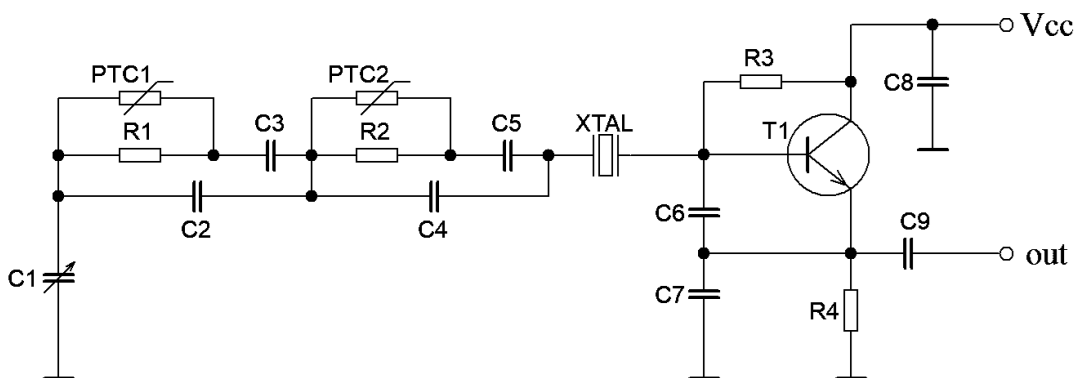 Vcc
PTC1
PTC2
R3
C8
R1
C3
R2
C5
XTAL
T1
C2
C4
C6
C9
out
C1
C7
R4